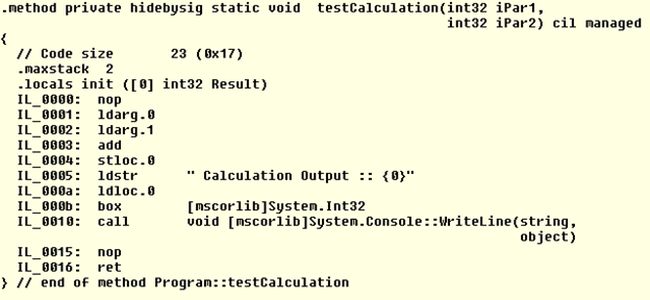 .method private hidebysig static void  testCalculation(int32 iPar1,
                                                       int32 iPar2) cil managed
{
  // Code size       23 (0x17)
  .maxstack  2
  .locals init ([0] int32 Result)
  IL_0000:  nop
  IL_0001:  ldarg.0
  IL_0002:  ldarg.1
  IL_0003:  add
  IL_0004:  stloc.0
  IL_0005:  ldstr      " Calculation Output :: {0}"
  IL_000a:  ldloc.0
  IL_000b:  box        [mscorlib]System.Int32
  IL_0010:  call       void [mscorlib]System.Console::WriteLine(string,
                                                                object)
  IL_0015:  nop
  IL_0016:  ret
} // end of method Program::testCalculation